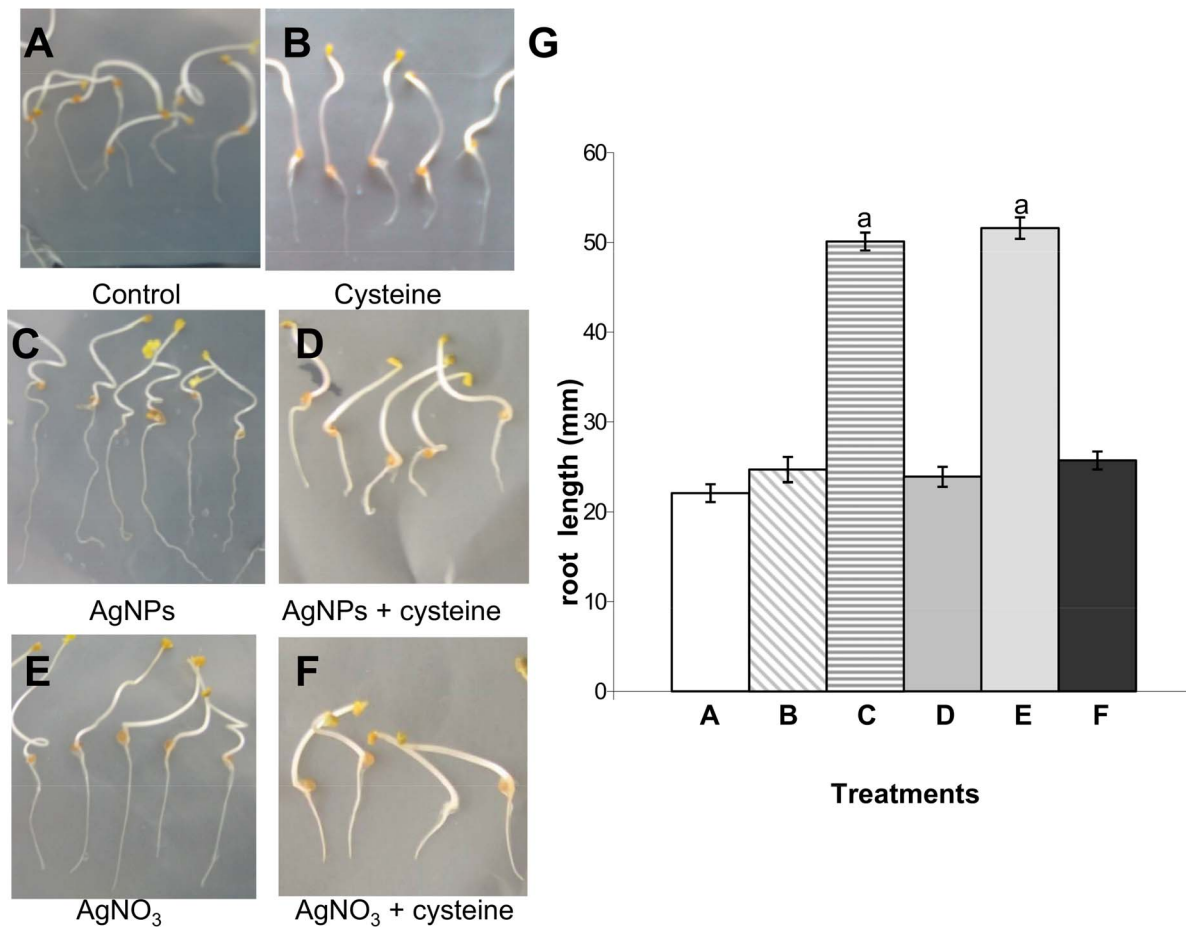 A
B
Control
Cysteine
C
D
AgNPs
AgNPs + cysteine
E
F
AgNO₃
AgNO₃ + cysteine
G
60
50
40
30
20
10
0
root length (mm)
a
a
A B C D E F
Treatments